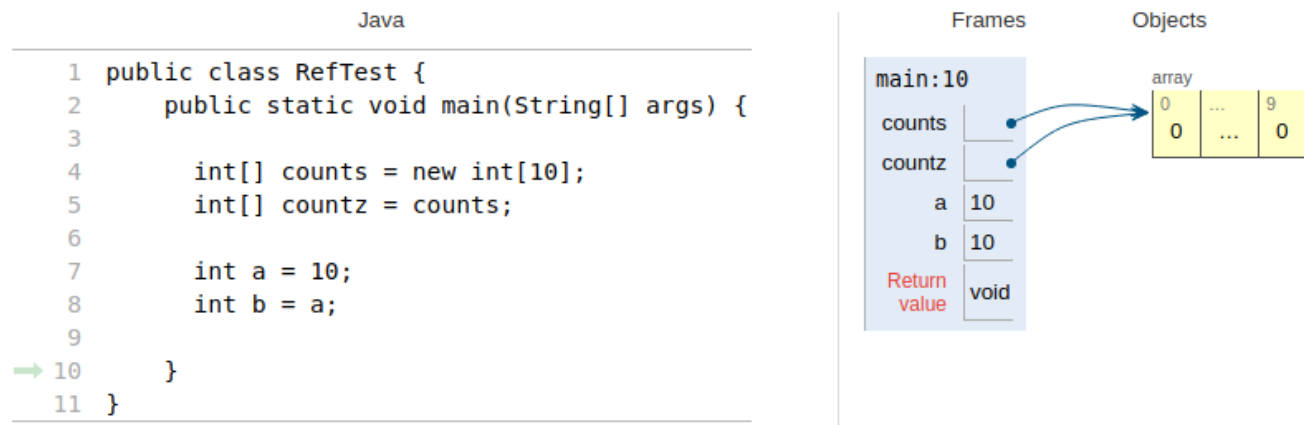 Java
1 public class RefTest {
2 public static void main(String[] args) {
3
4 int[] counts = new int[10];
5 int[] countz = counts;
6
7 int a = 10;
8 int b = a;
9
10 }
11 }
Frames Objects
main:10
counts
countz
a 10
b 10
Return
value void
array
0 ... 9
0 ... 0